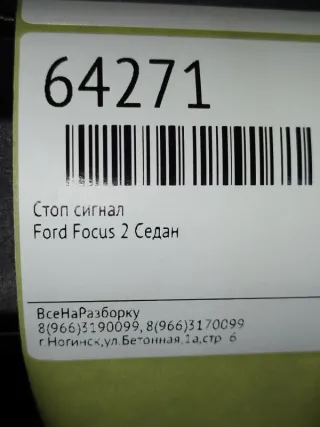 64271
Стоп сигнал
Ford Focus 2 Седан
ВсеНаРазборку
8(966)3190099, 8(966)3170099
г.Ногинск,ул.Бетонная,1а,стр 6